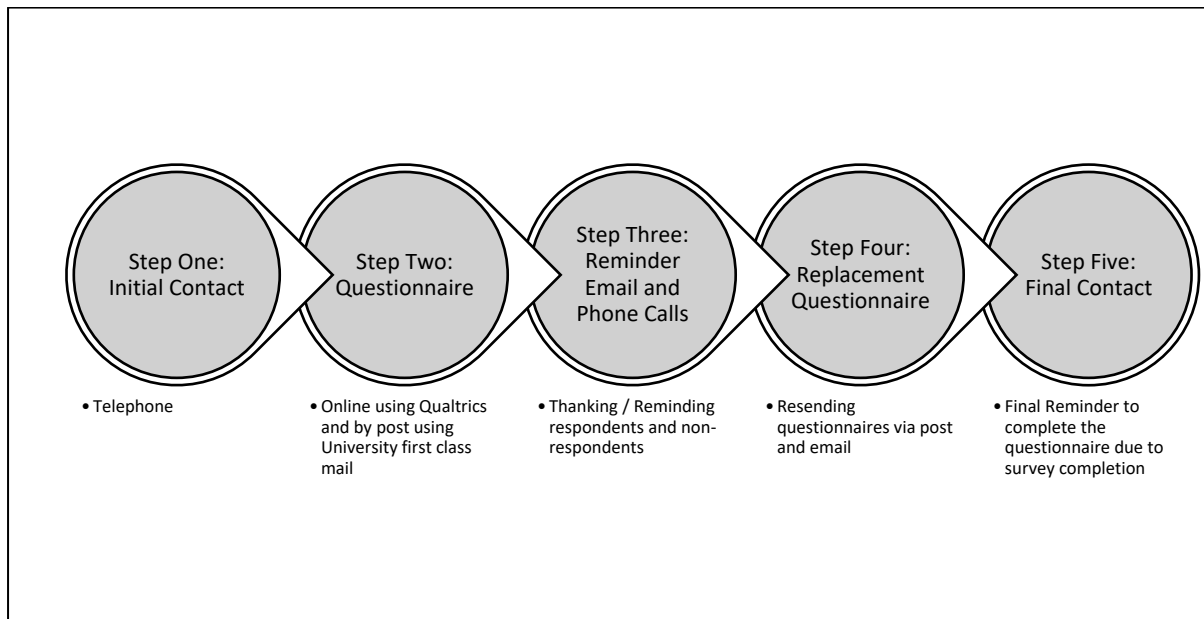 Step One:
Initial Contact
Step Two:
Questionnaire
Step Three:
Reminder
Email and
Phone Calls
Step Four:
Replacement
Questionnaire
Step Five:
Final Contact
• Telephone
• Online using Qualtrics
and by post using
University first class
mail
• Thanking / Reminding
respondents and non-
respondents
• Resending
questionnaires via post
and email
• Final Reminder to
complete the
questionnaire due to
survey completion